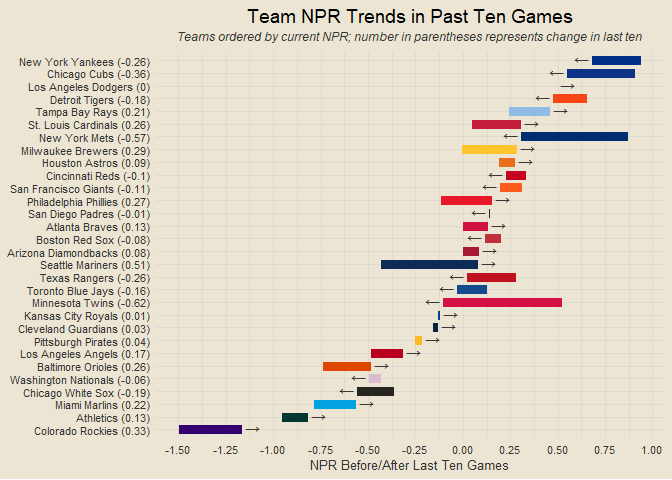 Team NPR Trends in Past Ten Games
Teams ordered by current NPR; number in parentheses represents change in last ten
New York Yankees (-0.26)
Chicago Cubs (-0.36)
Los Angeles Dodgers (0)
Detroit Tigers (-0.18)
Tampa Bay Rays (0.21)
St. Louis Cardinals (0.26)
New York Mets (-0.57)
Milwaukee Brewers (0.29)
Houston Astros (0.09)
Cincinnati Reds (-0.1)
San Francisco Giants (-0.11)
Philadelphia Phillies (0.27)
San Diego Padres (-0.01)
Atlanta Braves (0.13)
Boston Red Sox (-0.08)
Arizona Diamondbacks (0.08)
Seattle Mariners (0.51)
Texas Rangers (-0.26)
Toronto Blue Jays (-0.16)
Minnesota Twins (-0.62)
Kansas City Royals (0.01)
Cleveland Guardians (0.03)
Pittsburgh Pirates (0.04)
Los Angeles Angels (0.17)
Baltimore Orioles (0.26)
Washington Nationals (-0.06)
Chicago White Sox (-0.19)
Miami Marlins (0.22)
Athletics (0.13)
Colorado Rockies (0.33)
-1.50 -1.25 -1.00 -0.75 -0.50 -0.25 0.00 0.25 0.50 0.75 1.00
NPR Before/After Last Ten Games